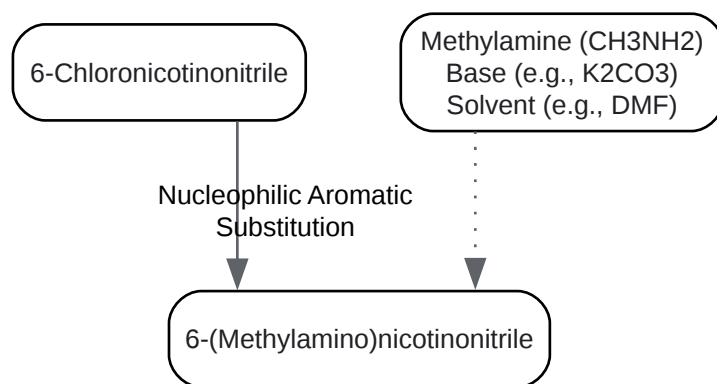 6-Chloronicotinonitrile
Methylamine (CH3NH2)
Base (e.g., K2CO3)
Solvent (e.g., DMF)
Nucleophilic Aromatic
Substitution
6-(Methylamino)nicotinonitrile